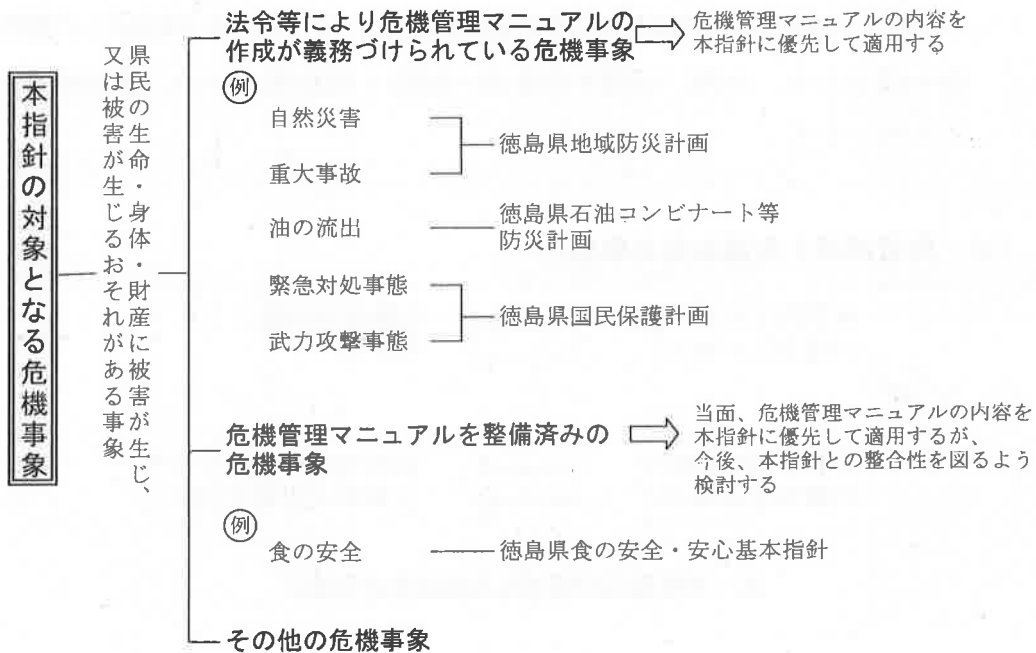 本指針の対象となる危機事象
県民の生命・身体・財産に被害が生じ、
又は被害が生じるおそれがある事象
法令等により危機管理マニュアルの
作成が義務づけられている危機事象
危機管理マニュアルの内容を
本指針に優先して適用する
例
自然災害
重大事故
徳島県地域防災計画
油の流出
徳島県石油コンビナート等
防災計画
緊急対処事態
武力攻撃事態
徳島県国民保護計画
危機管理マニュアルを整備済みの
危機事象
当面、危機管理マニュアルの内容を
本指針に優先して適用するが、
今後、本指針との整合性を図るよう
検討する
例
食の安全
徳島県食の安全・安心基本指針
その他の危機事象